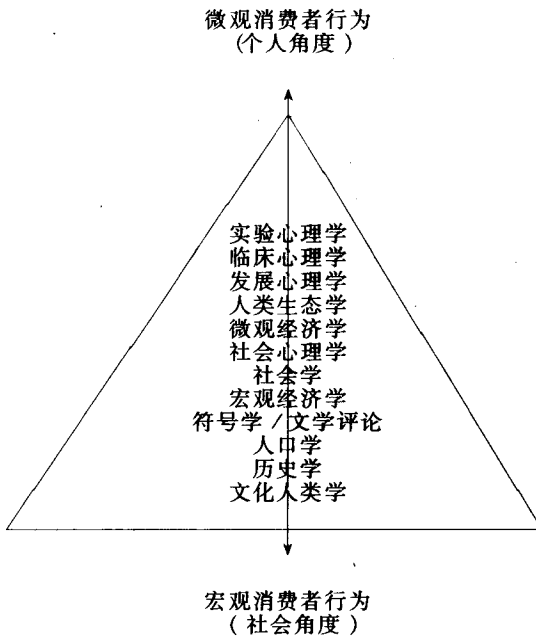 微观消费者行为
(个人角度)
实验心理学
临床心理学
发展心理学
人类生态学
微观经济学
社会心理学
社会学
宏观经济学
符号学/文学评论
人口学
历史学
文化人类学
宏观消费者行为
(社会角度)